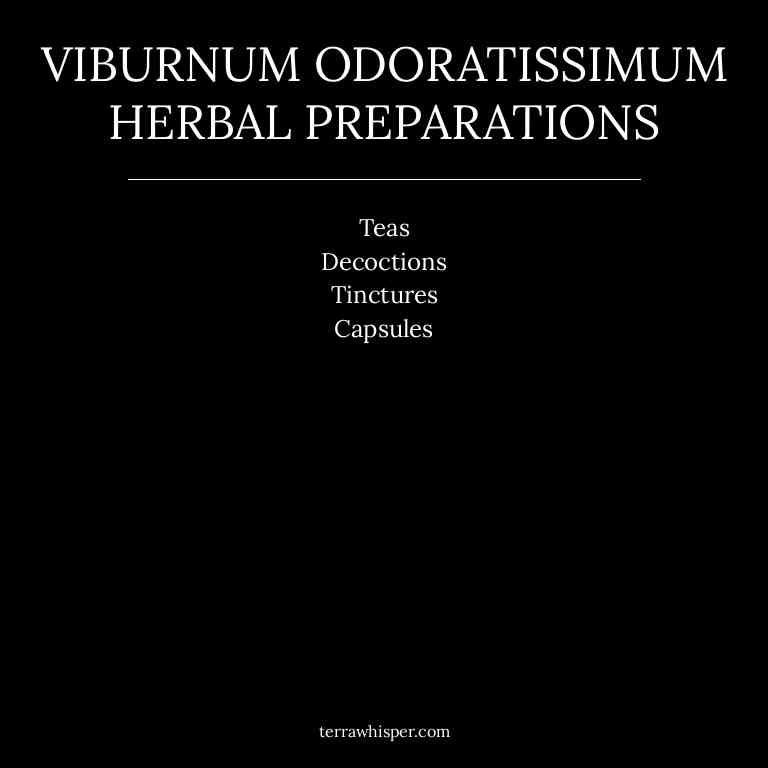 VIBURNUM ODORATISSIMUM
HERBAL PREPARATIONS
Teas
Decoctions
Tinctures
Capsules
terrawhisper.com